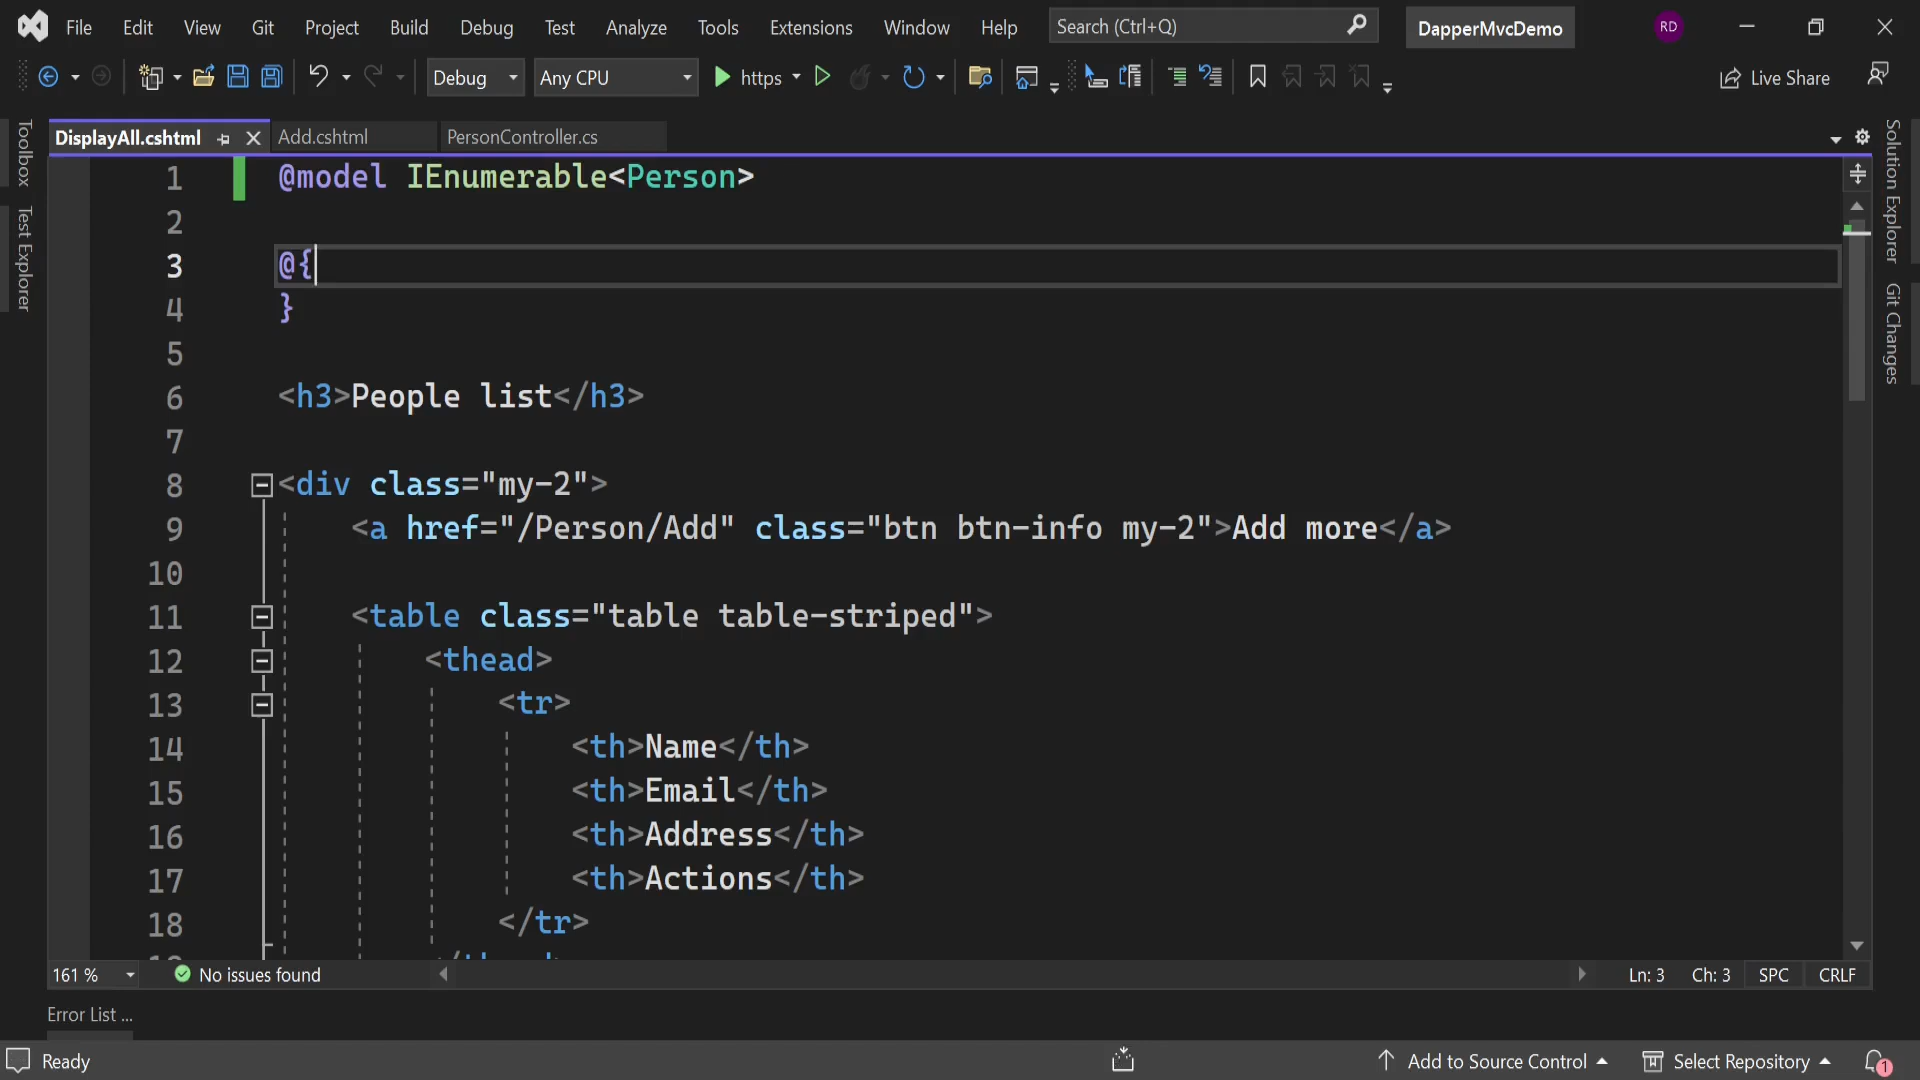 File Edit View Git Project Build Debug Test Analyze Tools Extensions Window Help Search (Ctrl+Q) DapperMvcDemo RD
Debug Any CPU https Live Share
DisplayAll.cshtml Add.cshtml PersonController.cs
Toolbox
Test Explorer
1 @model IEnumerable<Person>
2
3 @{
4 }
5
6 <h3>People list</h3>
7
8 <div class="my-2">
9 <a href="/Person/Add" class="btn btn-info my-2">Add more</a>
10
11 <table class="table table-striped">
12 <thead>
13 <tr>
14 <th>Name</th>
15 <th>Email</th>
16 <th>Address</th>
17 <th>Actions</th>
18 </tr>
Solution Explorer
Git Changes
161 % No issues found Ln: 3 Ch: 3 SPC CRLF
Error List ...
Ready Add to Source Control Select Repository 1